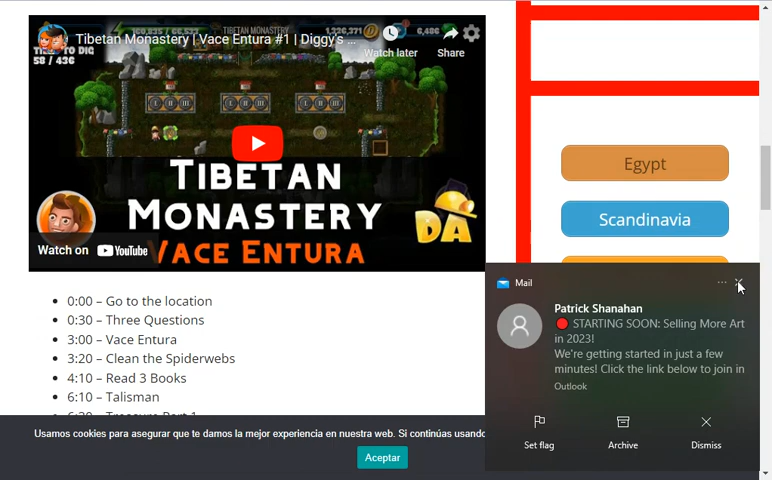 Tibetan Monastery | Vace Entura #1 | Diggy's ...
Watch later
Share
58 / 436
TIBETAN
MONASTERY
VACE ENTURA
DA
Watch on YouTube
0:00 – Go to the location
0:30 – Three Questions
3:00 – Vace Entura
3:20 – Clean the Spiderwebs
4:10 – Read 3 Books
6:10 – Talisman
Egypt
Scandinavia
Mail
Patrick Shanahan
STARTING SOON: Selling More Art
in 2023!
We're getting started in just a few
minutes! Click the link below to join in
Outlook
Set flag
Archive
Dismiss
Usamos cookies para asegurar que te damos la mejor experiencia en nuestra web. Si continúas usando
Aceptar